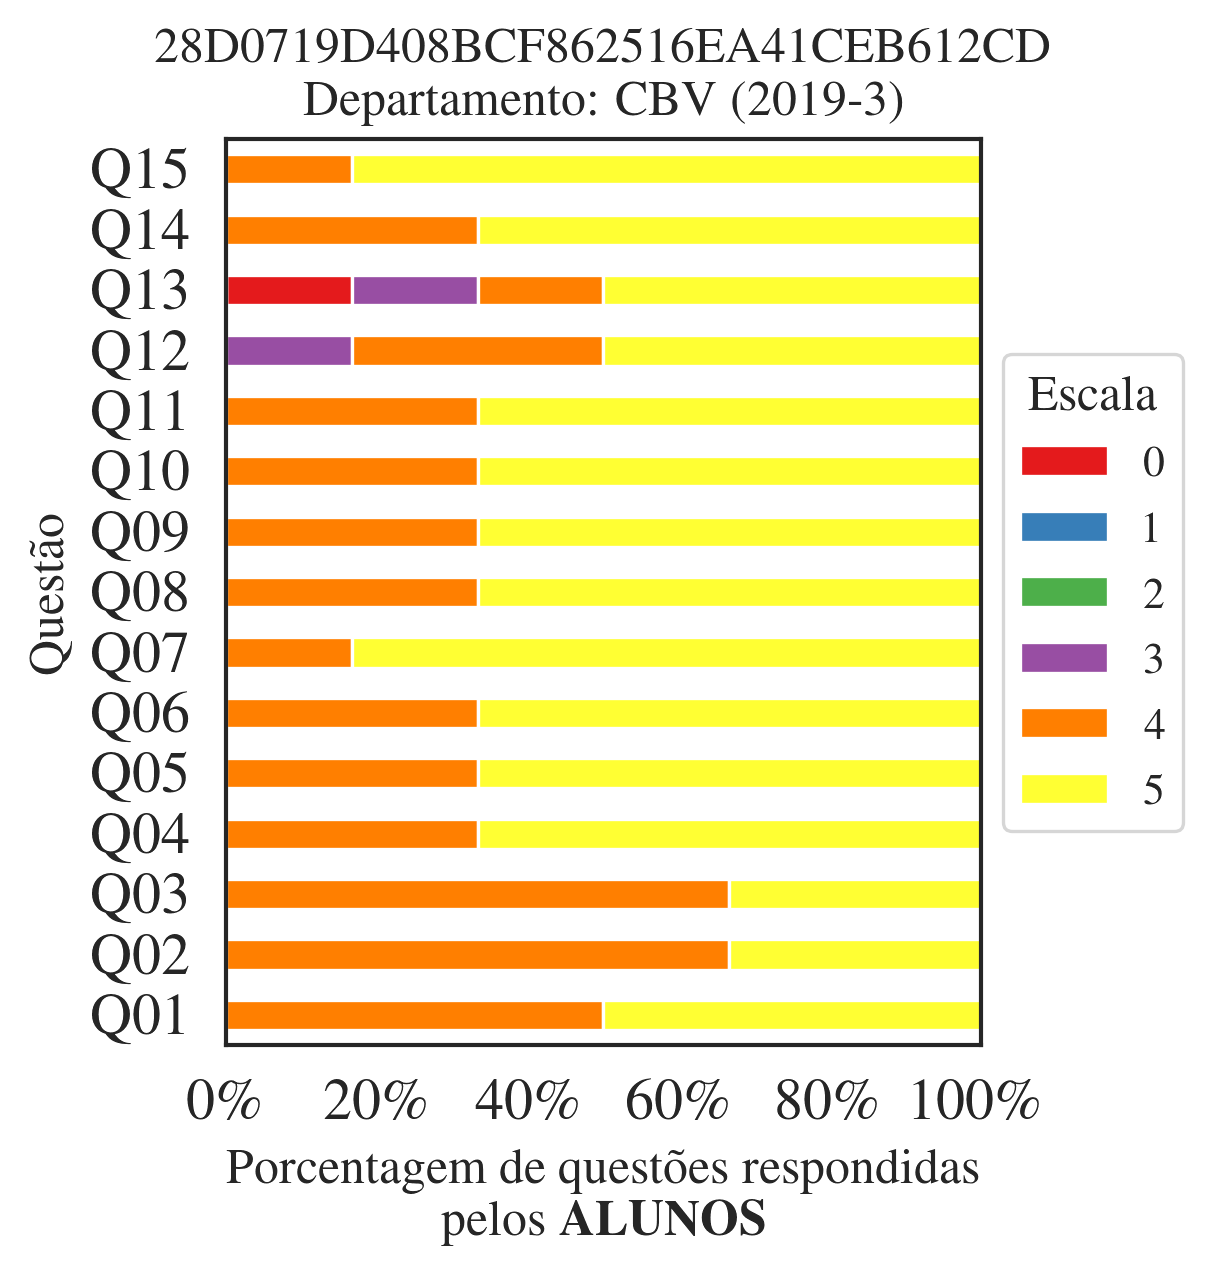 28D0719D408BCF862516EA41CEB612CD
Departamento: CBV (2019-3)
Questão
Q15
Q14
Q13
Q12
Q11
Q10
Q09
Q08
Q07
Q06
Q05
Q04
Q03
Q02
Q01
0% 20% 40% 60% 80% 100%
Porcentagem de questões respondidas
pelos ALUNOS
Escala
0
1
2
3
4
5